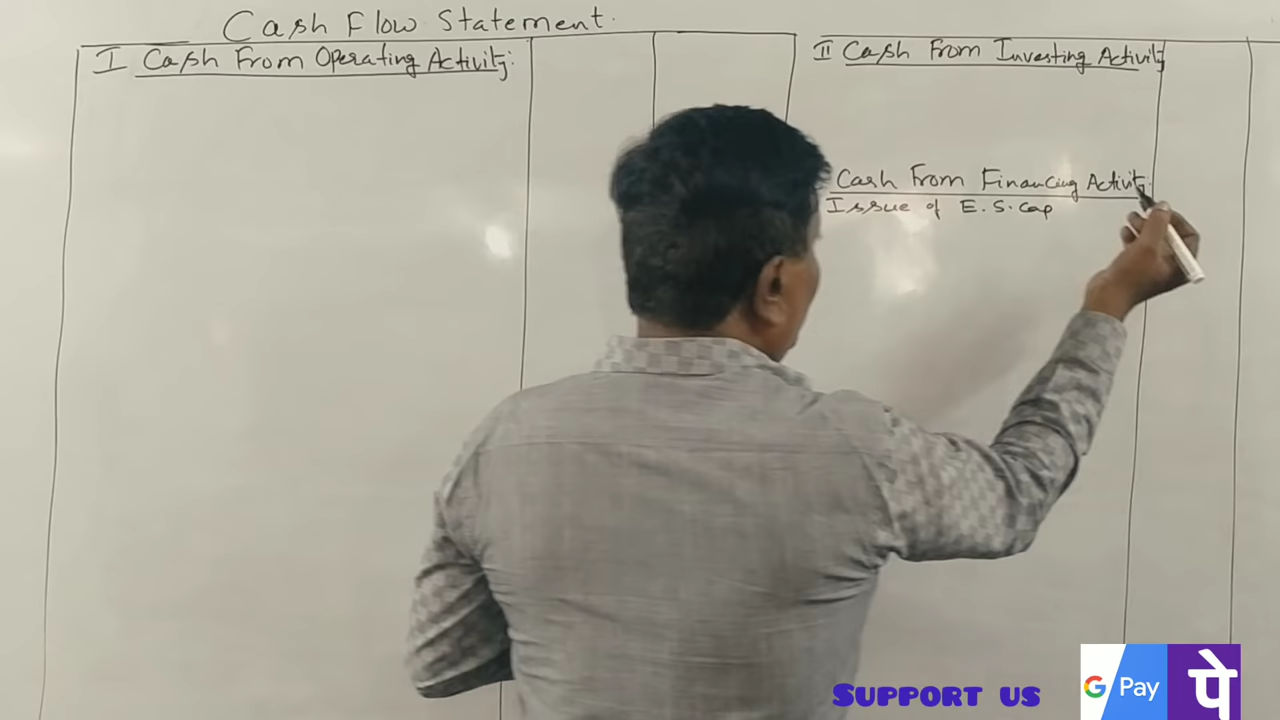 Cash Flow Statement.
I Cash From Operating Activity:
II Cash From Investing Activity
Cash From Financing Activity
Issue of E.S. Cap
SUPPORT US
G Pay
पे